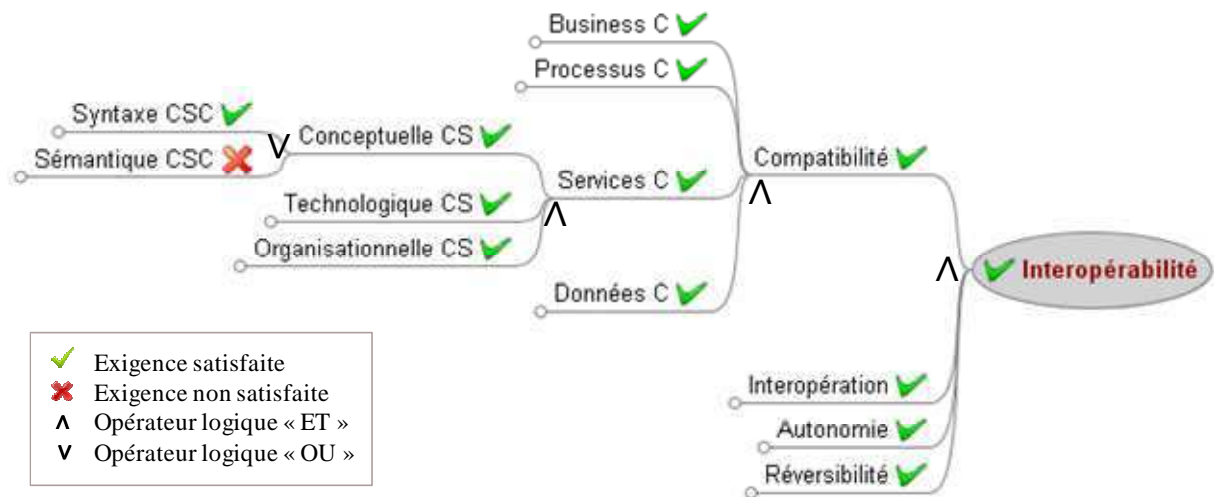 Business C
Processus C
Syntaxe CSC
Conceptuelle CS
Sémantique CSC
V
Compatibilité
Services C
Λ
Technologique CS
Λ
Organisationnelle CS
Λ
Interopérabilité
Données C
Exigence satisfaite
Exigence non satisfaite
Λ Opérateur logique « ET »
V Opérateur logique « OU »
Interopération
Autonomie
Réversibilité